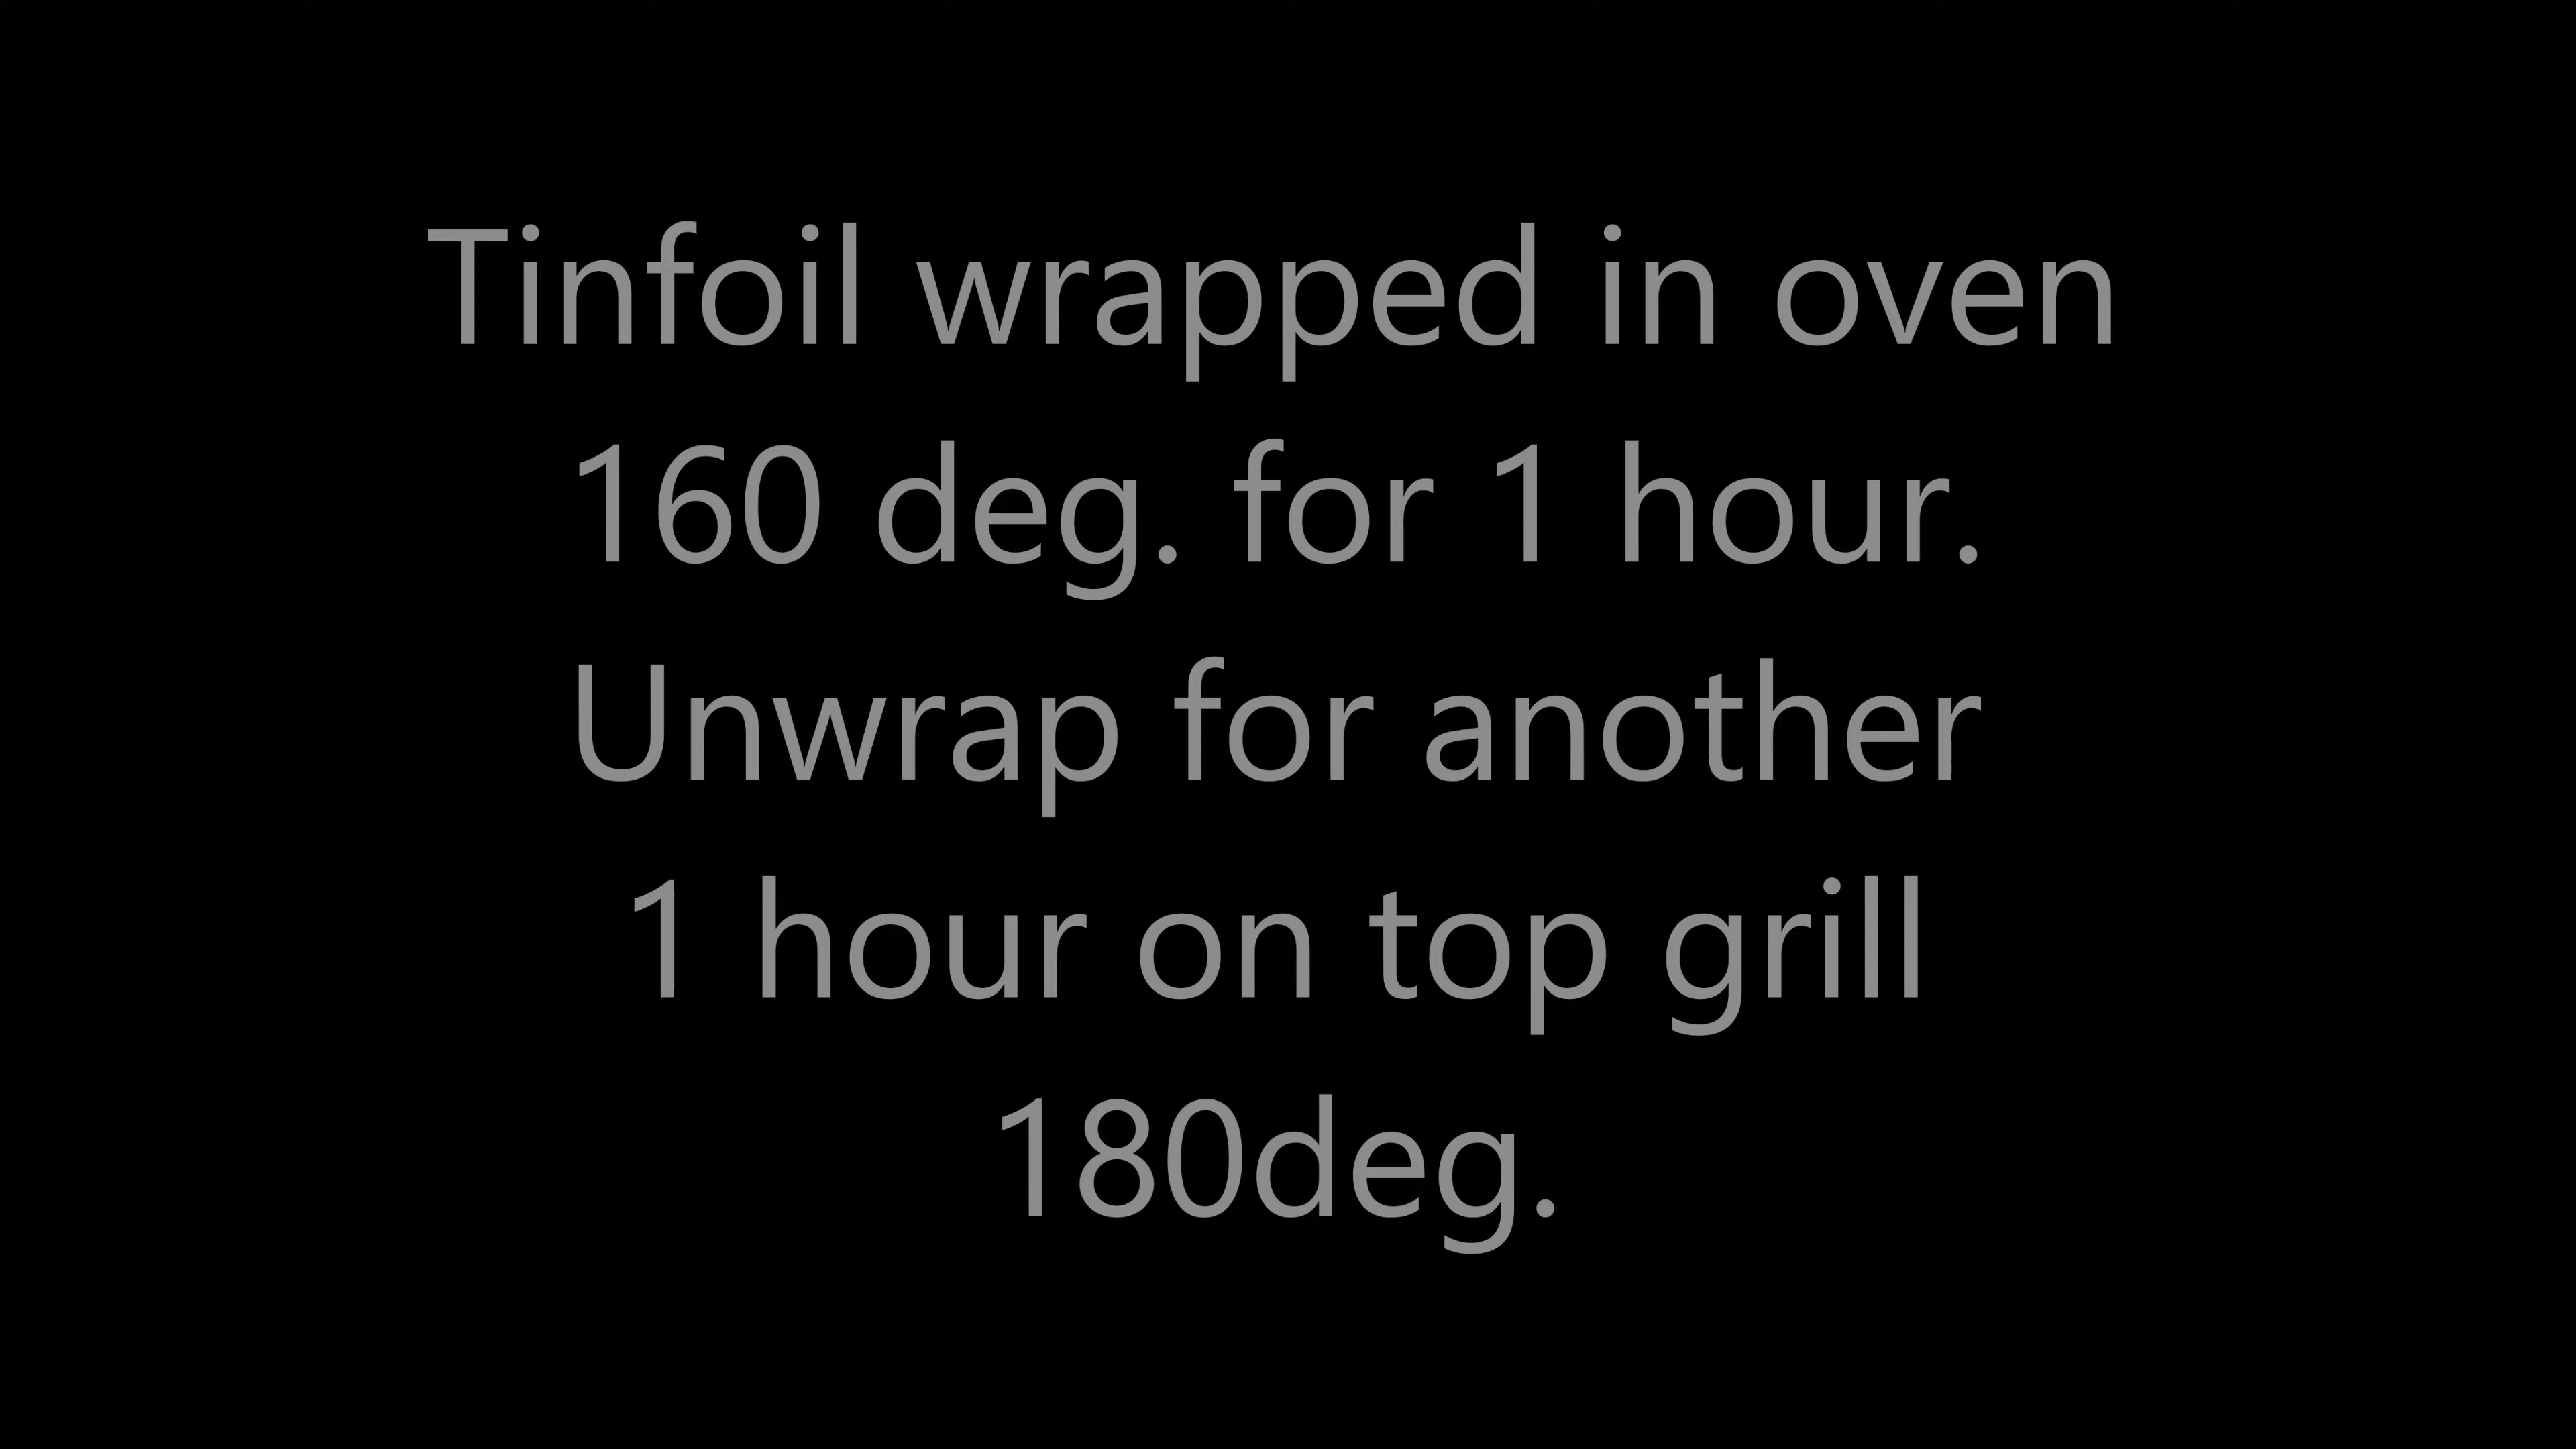 Tinfoil wrapped in oven
160 deg. for 1 hour.
Unwrap for another
1 hour on top grill
180deg.